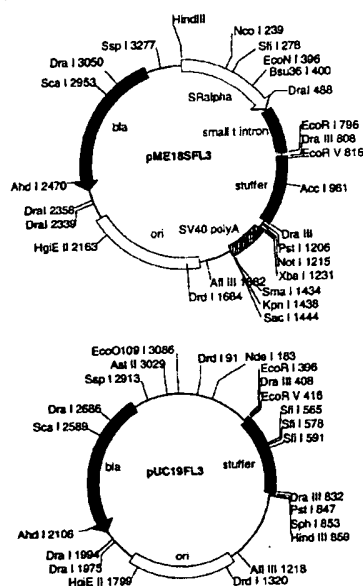 HindIII
Nco I 239
Sfi I 278
EcoN I 396
Bsu36 I 400
DraI 488
Ssp I 3277
Dra I 3050
Sca I 2953
SRalpha
small t intron
EcoR I 796
Dra III 808
EcoR V 816
bla
pME18SFL3
stuffer
Acc I 961
Ahd I 2470
DraI 2358
DraI 2339
HgiE II 2163
ori
SV40 polyA
Dra III
Pst I 1206
Not I 1215
Xba I 1231
Drd I 1684
Afl III 1582
Sma I 1434
Kpn I 1438
Sac I 1444
EcoO109 I 3086
Aat II 3029
Ssp I 2913
Drd I 91
Nde I 183
EcoR I 396
Dra III 408
EcoR V 416
Sfi I 565
Sfi I 578
Sfi I 591
Dra I 2686
Sca I 2589
bla
pUC19FL3
stuffer
Dra III 832
Pst I 847
Sph I 853
Hind III 859
Ahd I 2106
Dra I 1994
Dra I 1975
HgiE II 1799
ori
Afl III 1218
Drd I 1320